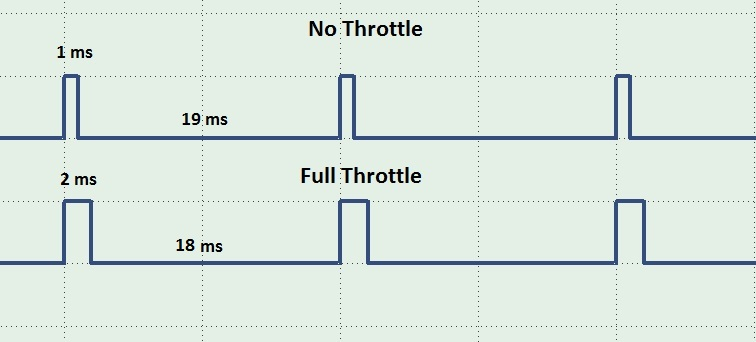 No Throttle
1 ms
19 ms
Full Throttle
2 ms
18 ms